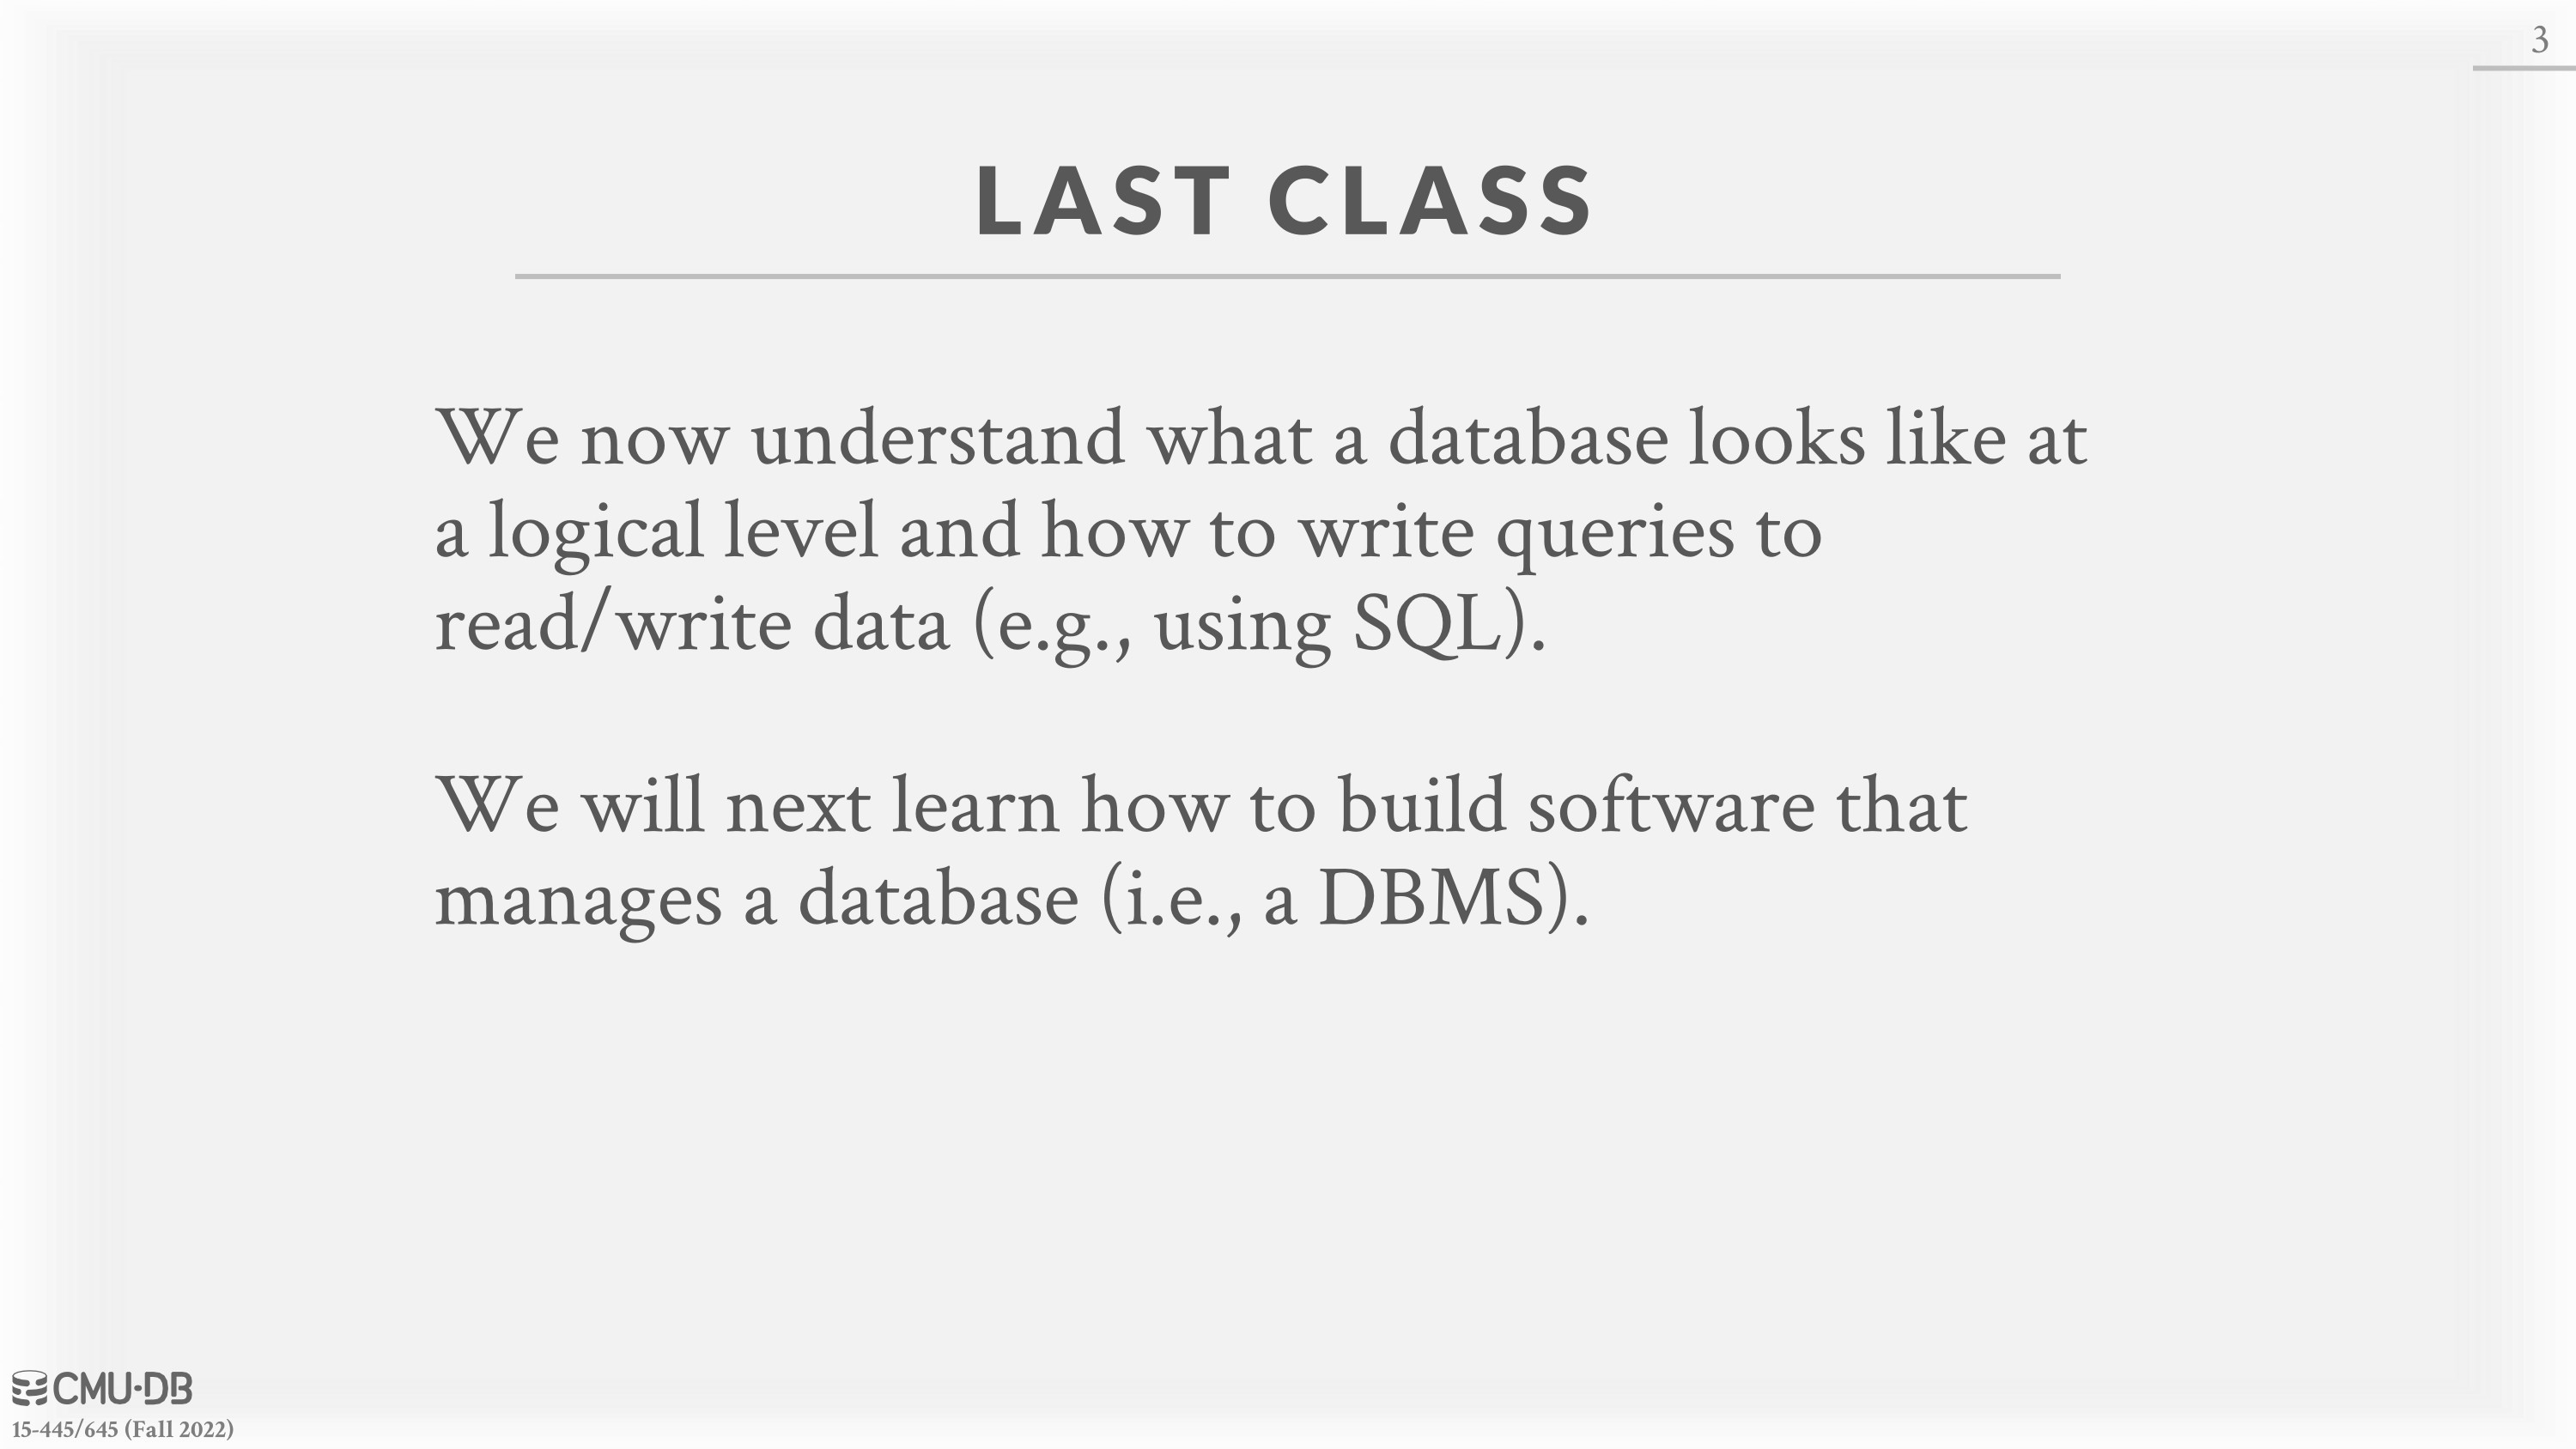 3
LAST CLASS
We now understand what a database looks like at
a logical level and how to write queries to
read/write data (e.g., using SQL).
We will next learn how to build software that
manages a database (i.e., a DBMS).
CMU·DB
15-445/645 (Fall 2022)